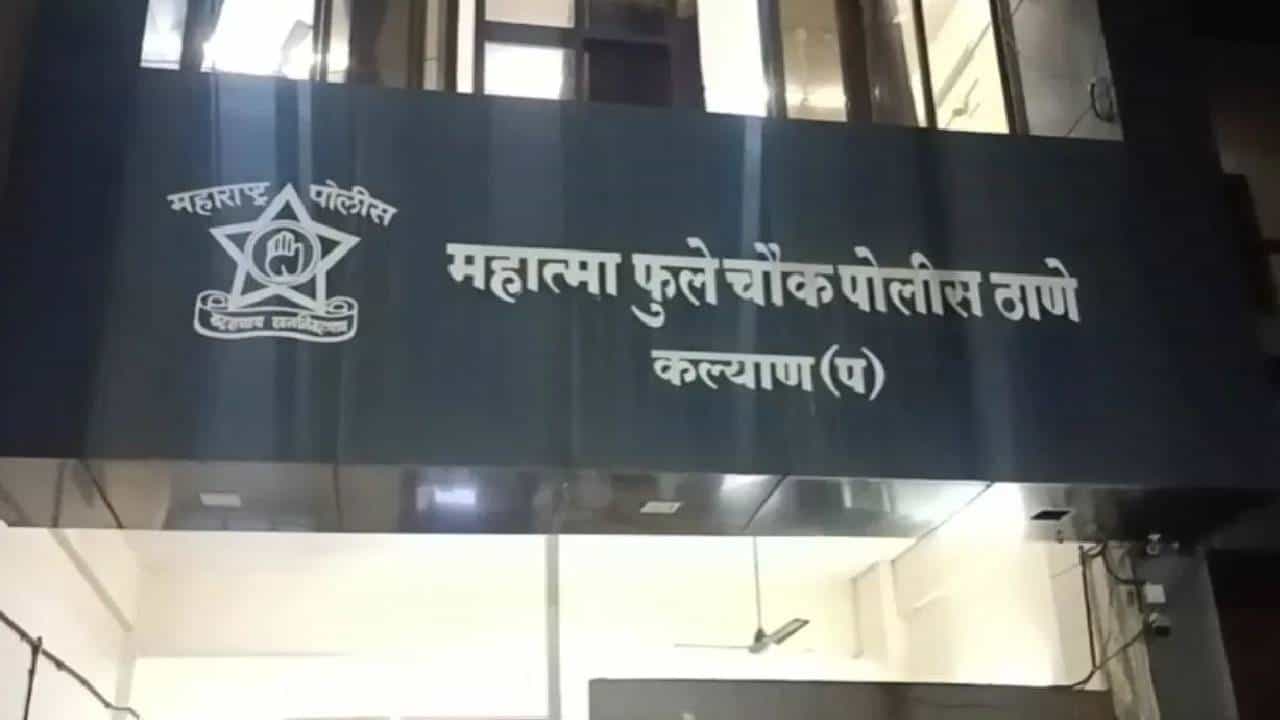 महाराष्ट्र पोलीस
महात्मा फुले चौक पोलीस ठाणे
कल्याण (प)